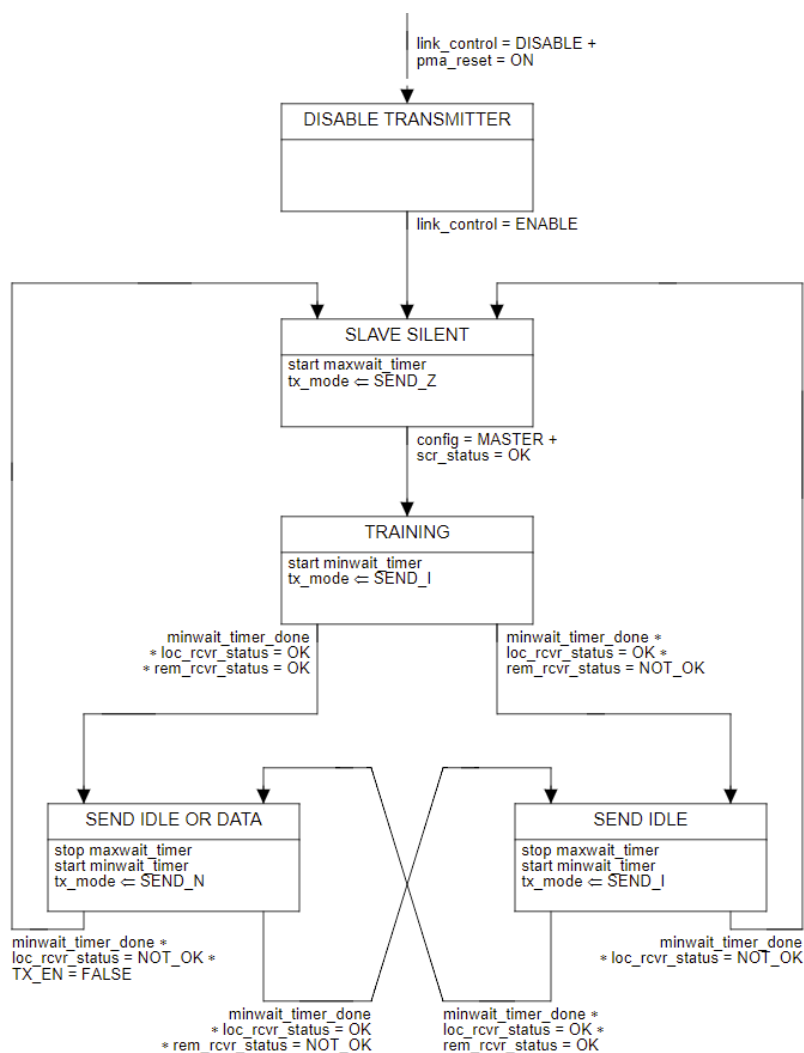 link_control = DISABLE +
pma_reset = ON
DISABLE TRANSMITTER
link_control = ENABLE
SLAVE SILENT
start maxwait_timer
tx_mode ⇐ SEND_Z
config = MASTER +
scr_status = OK
TRAINING
start minwait_timer
tx_mode ⇐ SEND_I
minwait_timer_done
* loc_rcvr_status = OK
* rem_rcvr_status = OK
minwait_timer_done *
loc_rcvr_status = OK *
rem_rcvr_status = NOT_OK
SEND IDLE OR DATA
stop maxwait_timer
start minwait_timer
tx_mode ⇐ SEND_N
SEND IDLE
stop maxwait_timer
start minwait_timer
tx_mode ⇐ SEND_I
minwait_timer_done *
loc_rcvr_status = NOT_OK *
TX_EN = FALSE
minwait_timer_done
* loc_rcvr_status = OK
* rem_rcvr_status = NOT_OK
minwait_timer_done *
loc_rcvr_status = OK *
rem_rcvr_status = OK
minwait_timer_done
* loc_rcvr_status = NOT_OK